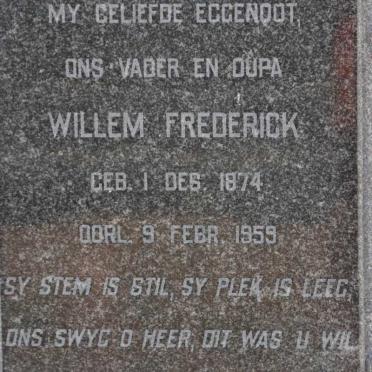 MY GELIEFDE EGGENOOT,
ONS VADER EN OUPA
WILLEM FREDERICK
GEB. 1 DES. 1874
OORL. 9 FEBR. 1959
SY STEM IS STIL, SY PLEK IS LEEG,
ONS SWYG O HEER, DIT WAS U WIL